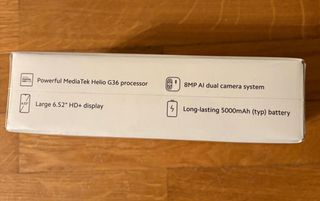 Powerful MediaTek Helio G36 processor
8MP AI dual camera system
Large 6.52" HD+ display
Long-lasting 5000mAh (typ) battery